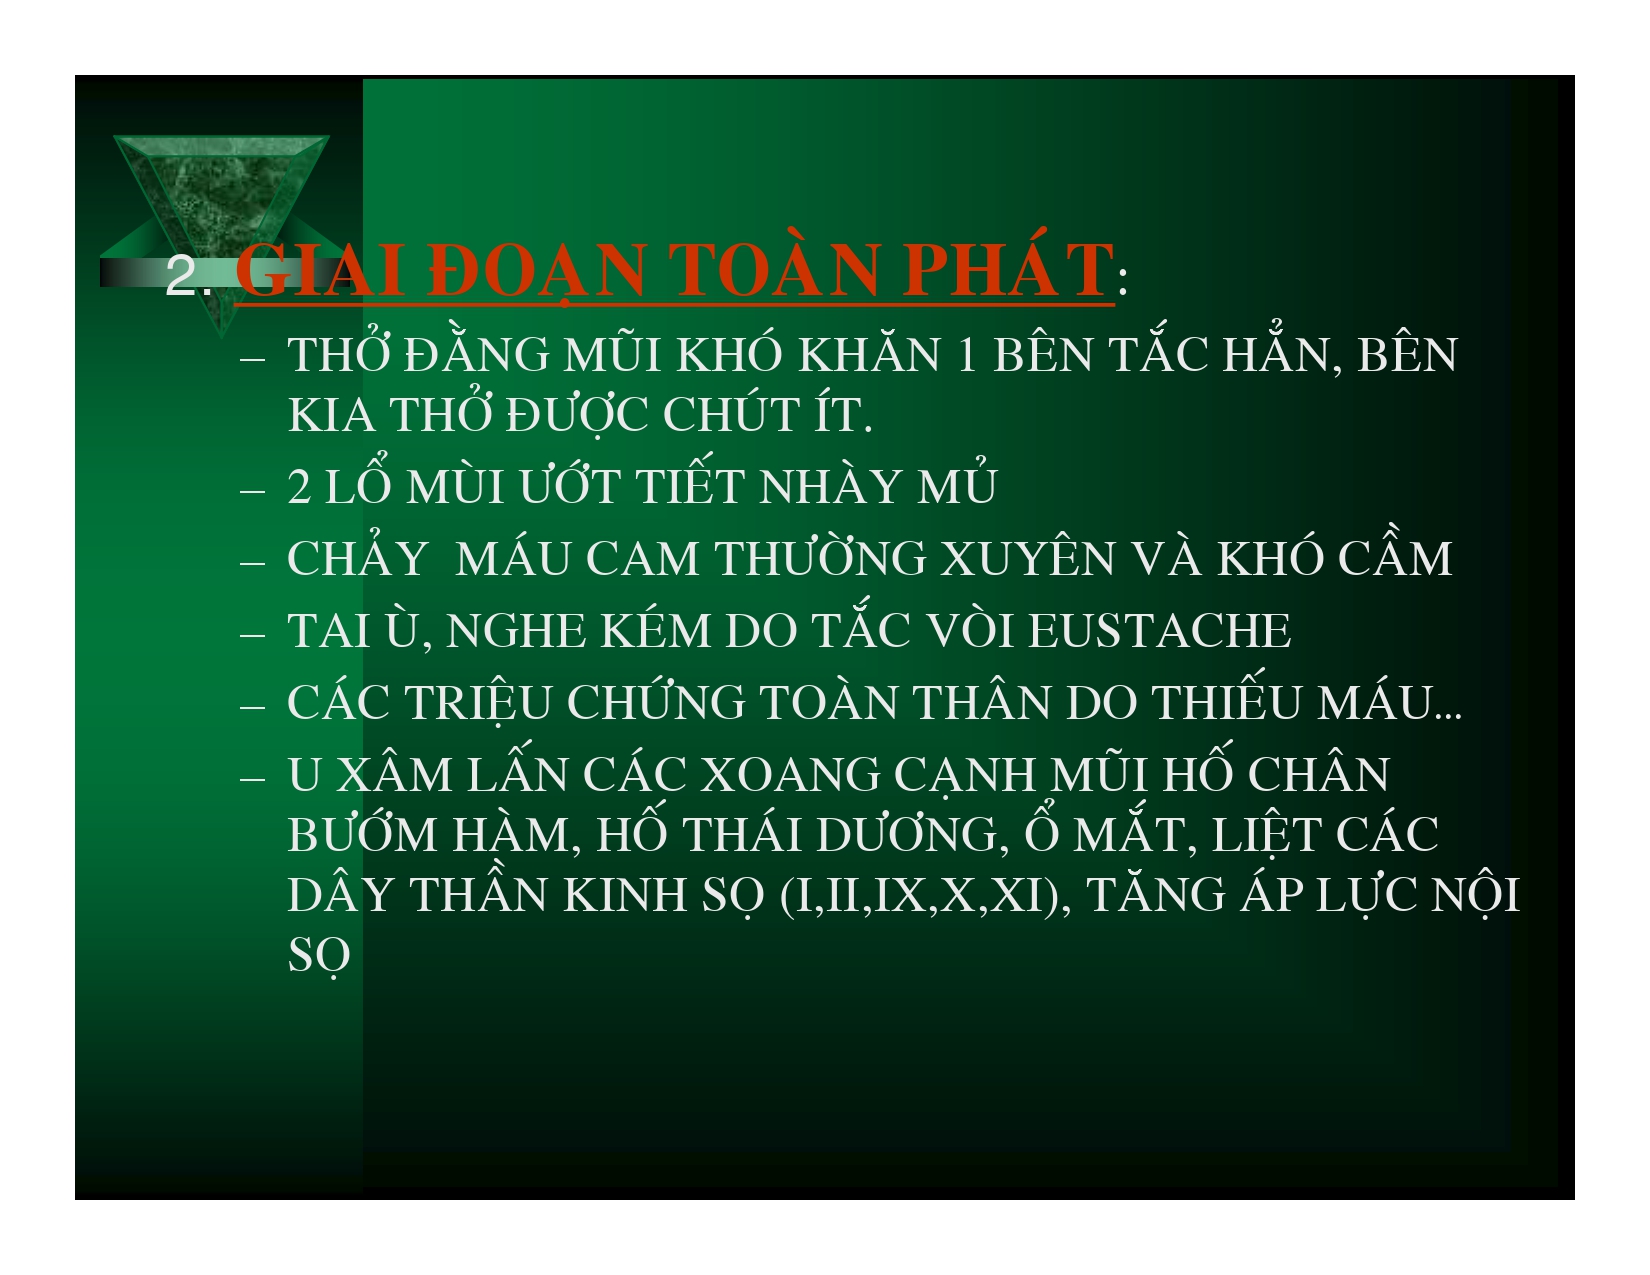 2. GIAI ĐOẠN TOÀN PHÁT:
– THỞ ĐẰNG MŨI KHÓ KHĂN 1 BÊN TẮC HẲN, BÊN
KIA THỞ ĐƯỢC CHÚT ÍT.
– 2 LỔ MÙI ƯỚT TIẾT NHÀY MỦ
– CHẢY MÁU CAM THƯỜNG XUYÊN VÀ KHÓ CẦM
– TAI Ù, NGHE KÉM DO TẮC VÒI EUSTACHE
– CÁC TRIỆU CHỨNG TOÀN THÂN DO THIẾU MÁU...
– U XÂM LẤN CÁC XOANG CẠNH MŨI HỐ CHÂN
BƯỚM HÀM, HỐ THÁI DƯƠNG, Ổ MẮT, LIỆT CÁC
DÂY THẦN KINH SỌ (I,II,IX,X,XI), TĂNG ÁP LỰC NỘI
SỌ